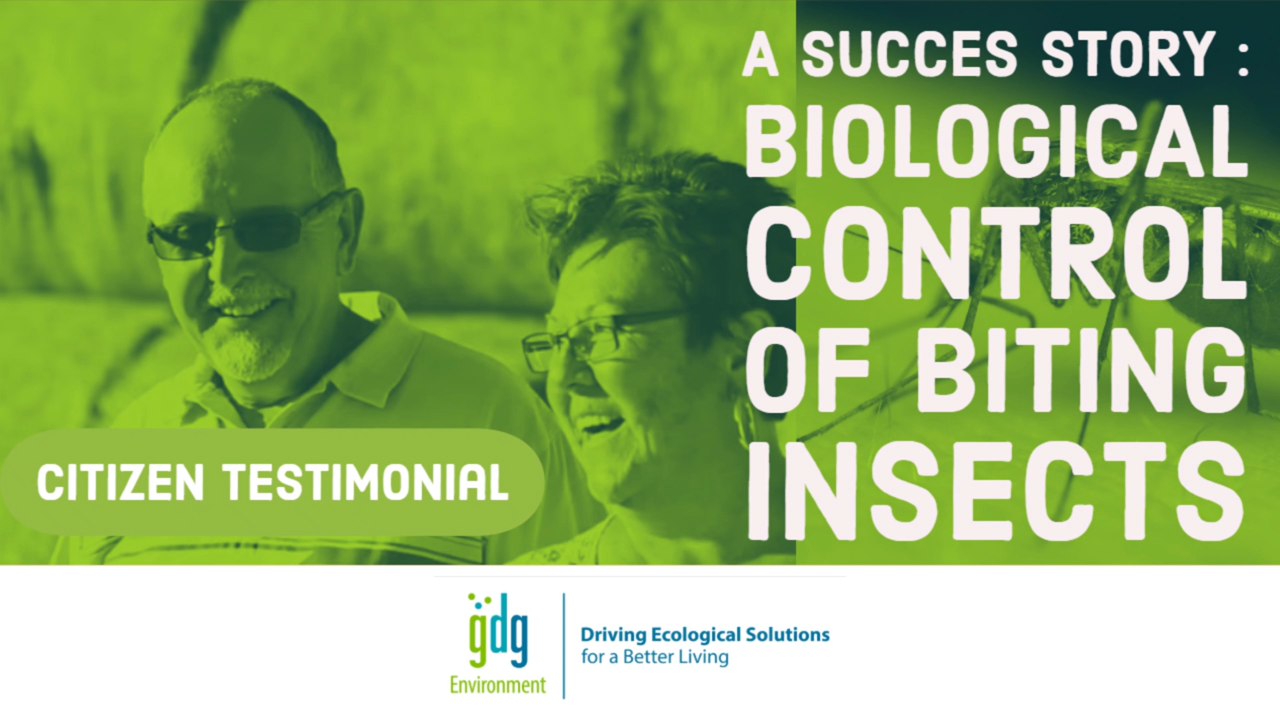 A SUCCES STORY :
BIOLOGICAL
CONTROL
OF BITING
INSECTS
CITIZEN TESTIMONIAL
gdg
Environment
Driving Ecological Solutions
for a Better Living